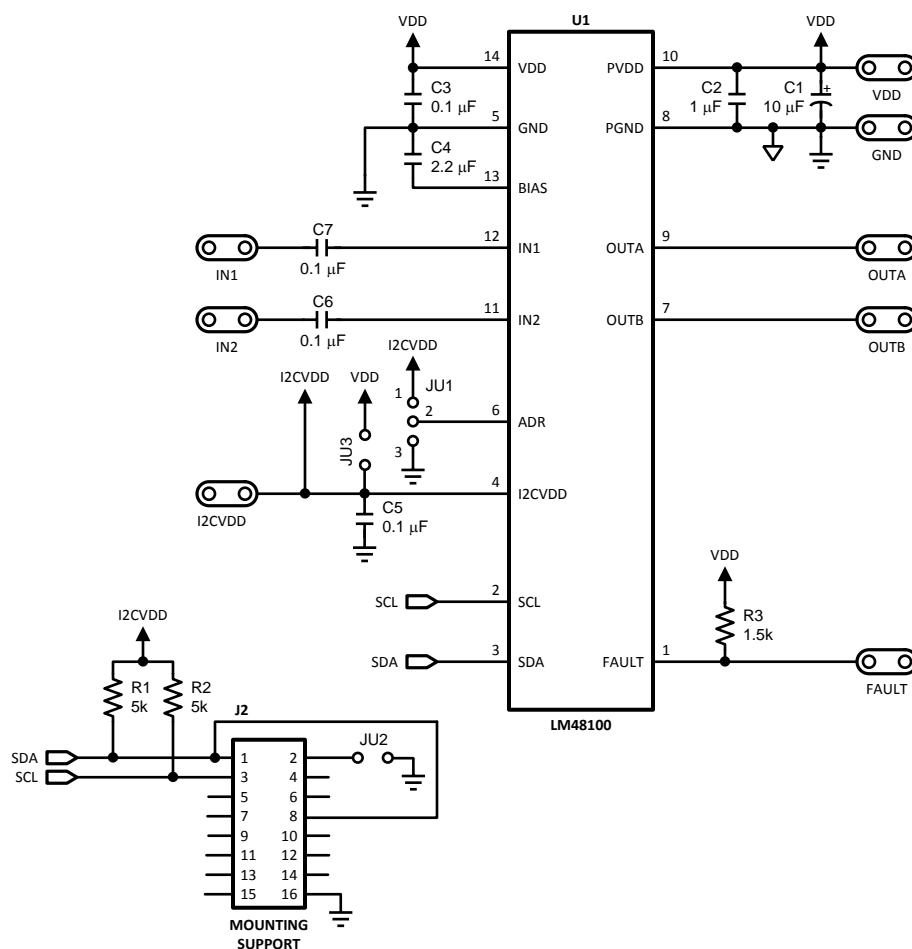 U1
VDD
VDD
14
VDD
PVDD
10
C3
0.1 µF
C2
1 µF
C1
10 µF
+
VDD
5
GND
PGND
8
GND
C4
2.2 µF
13
BIAS
C7
0.1 µF
IN1
12
IN1
OUTA
9
OUTA
C6
0.1 µF
IN2
11
IN2
OUTB
7
OUTB
I2CVDD
I2CVDD
VDD
JU1
1
2
3
6
ADR
JU3
4
I2CVDD
I2CVDD
C5
0.1 µF
VDD
SCL
2
SCL
R3
1.5k
I2CVDD
SDA
3
SDA
FAULT
1
FAULT
R1
5k
R2
5k
J2
LM48100
SDA
SCL
JU2
1
2
3
4
5
6
7
8
9
10
11
12
13
14
15
16
MOUNTING
SUPPORT